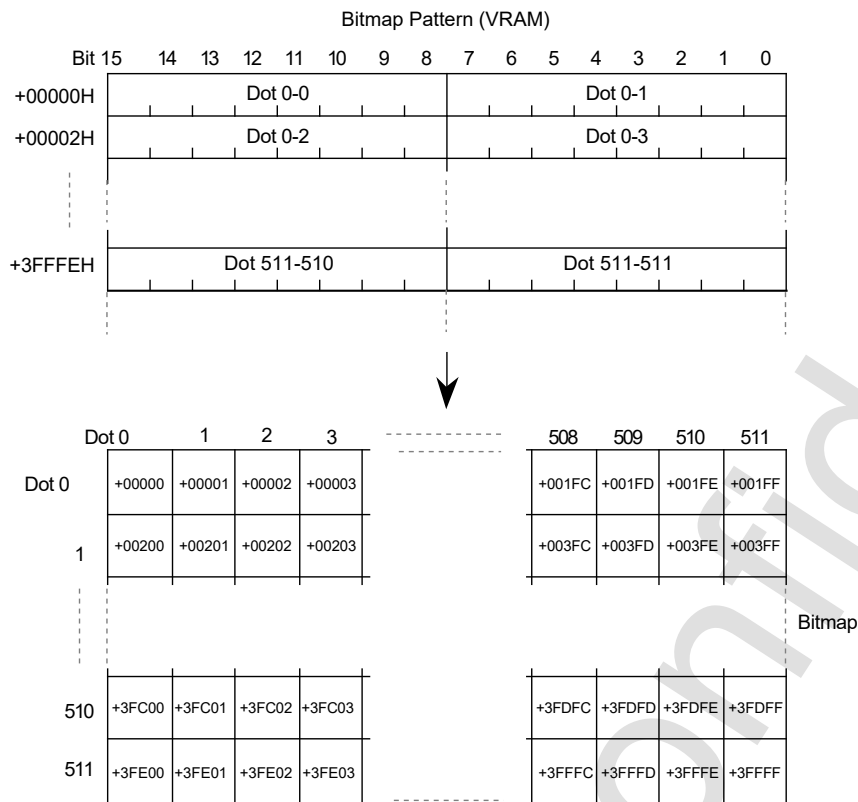 Bitmap Pattern (VRAM)
Bit 15 14 13 12 11 10 9 8 7 6 5 4 3 2 1 0
+00000H Dot 0-0 Dot 0-1
+00002H Dot 0-2 Dot 0-3
+3FFFEH Dot 511-510 Dot 511-511
Dot 0 1 2 3 508 509 510 511
Dot 0 +00000 +00001 +00002 +00003 +001FC +001FD +001FE +001FF
1 +00200 +00201 +00202 +00203 +003FC +003FD +003FE +003FF
Bitmap
510 +3FC00 +3FC01 +3FC02 +3FC03 +3FDFC +3FDFD +3FDFE +3FDFF
511 +3FE00 +3FE01 +3FE02 +3FE03 +3FFFC +3FFFD +3FFFE +3FFFF
onfid